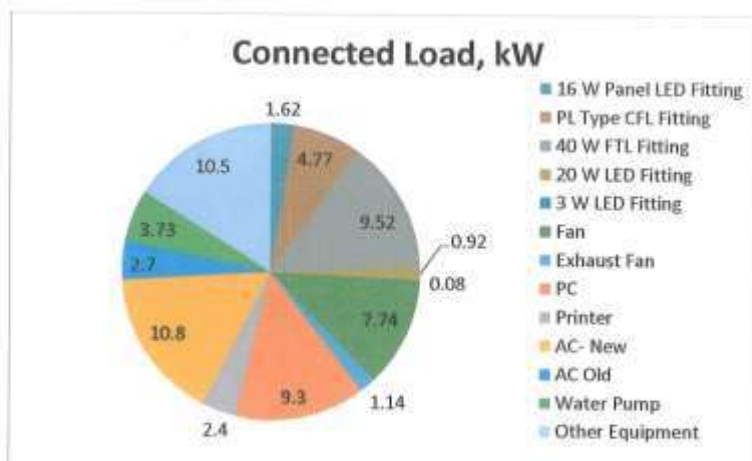 Connected Load, kW
1.62
4.77
9.52
0.92
0.08
7.74
1.14
9.3
2.4
10.8
2.7
3.73
10.5
16 W Panel LED Fitting
PL Type CFL Fitting
40 W FTL Fitting
20 W LED Fitting
3 W LED Fitting
Fan
Exhaust Fan
PC
Printer
AC- New
AC Old
Water Pump
Other Equipment